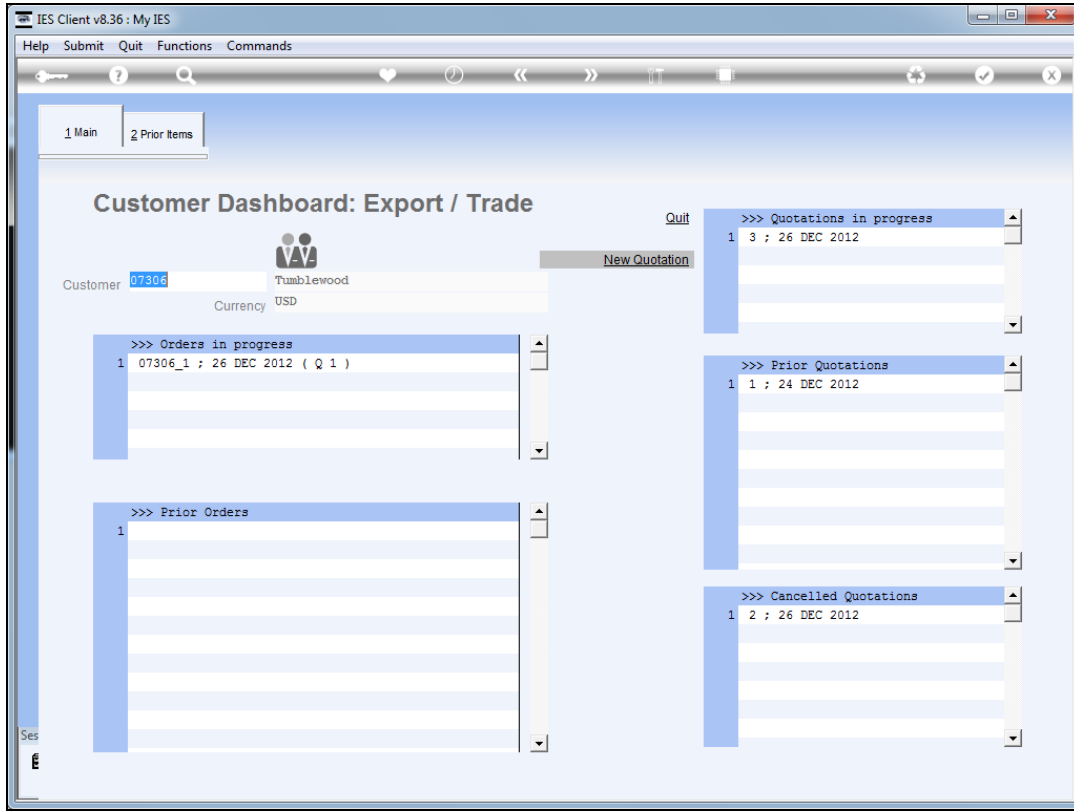 IES Client v8.36 : My IES
Help Submit Quit Functions Commands
1 Main
2 Prior Items
Customer Dashboard: Export / Trade
Quit
New Quotation
Customer 07306 Tumblewood
Currency USD
>>> Orders in progress
1 07306_1 ; 26 DEC 2012 ( Q 1 )
>>> Prior Orders
1
>>> Quotations in progress
1 3 ; 26 DEC 2012
>>> Prior Quotations
1 1 ; 24 DEC 2012
>>> Cancelled Quotations
1 2 ; 26 DEC 2012
Ses